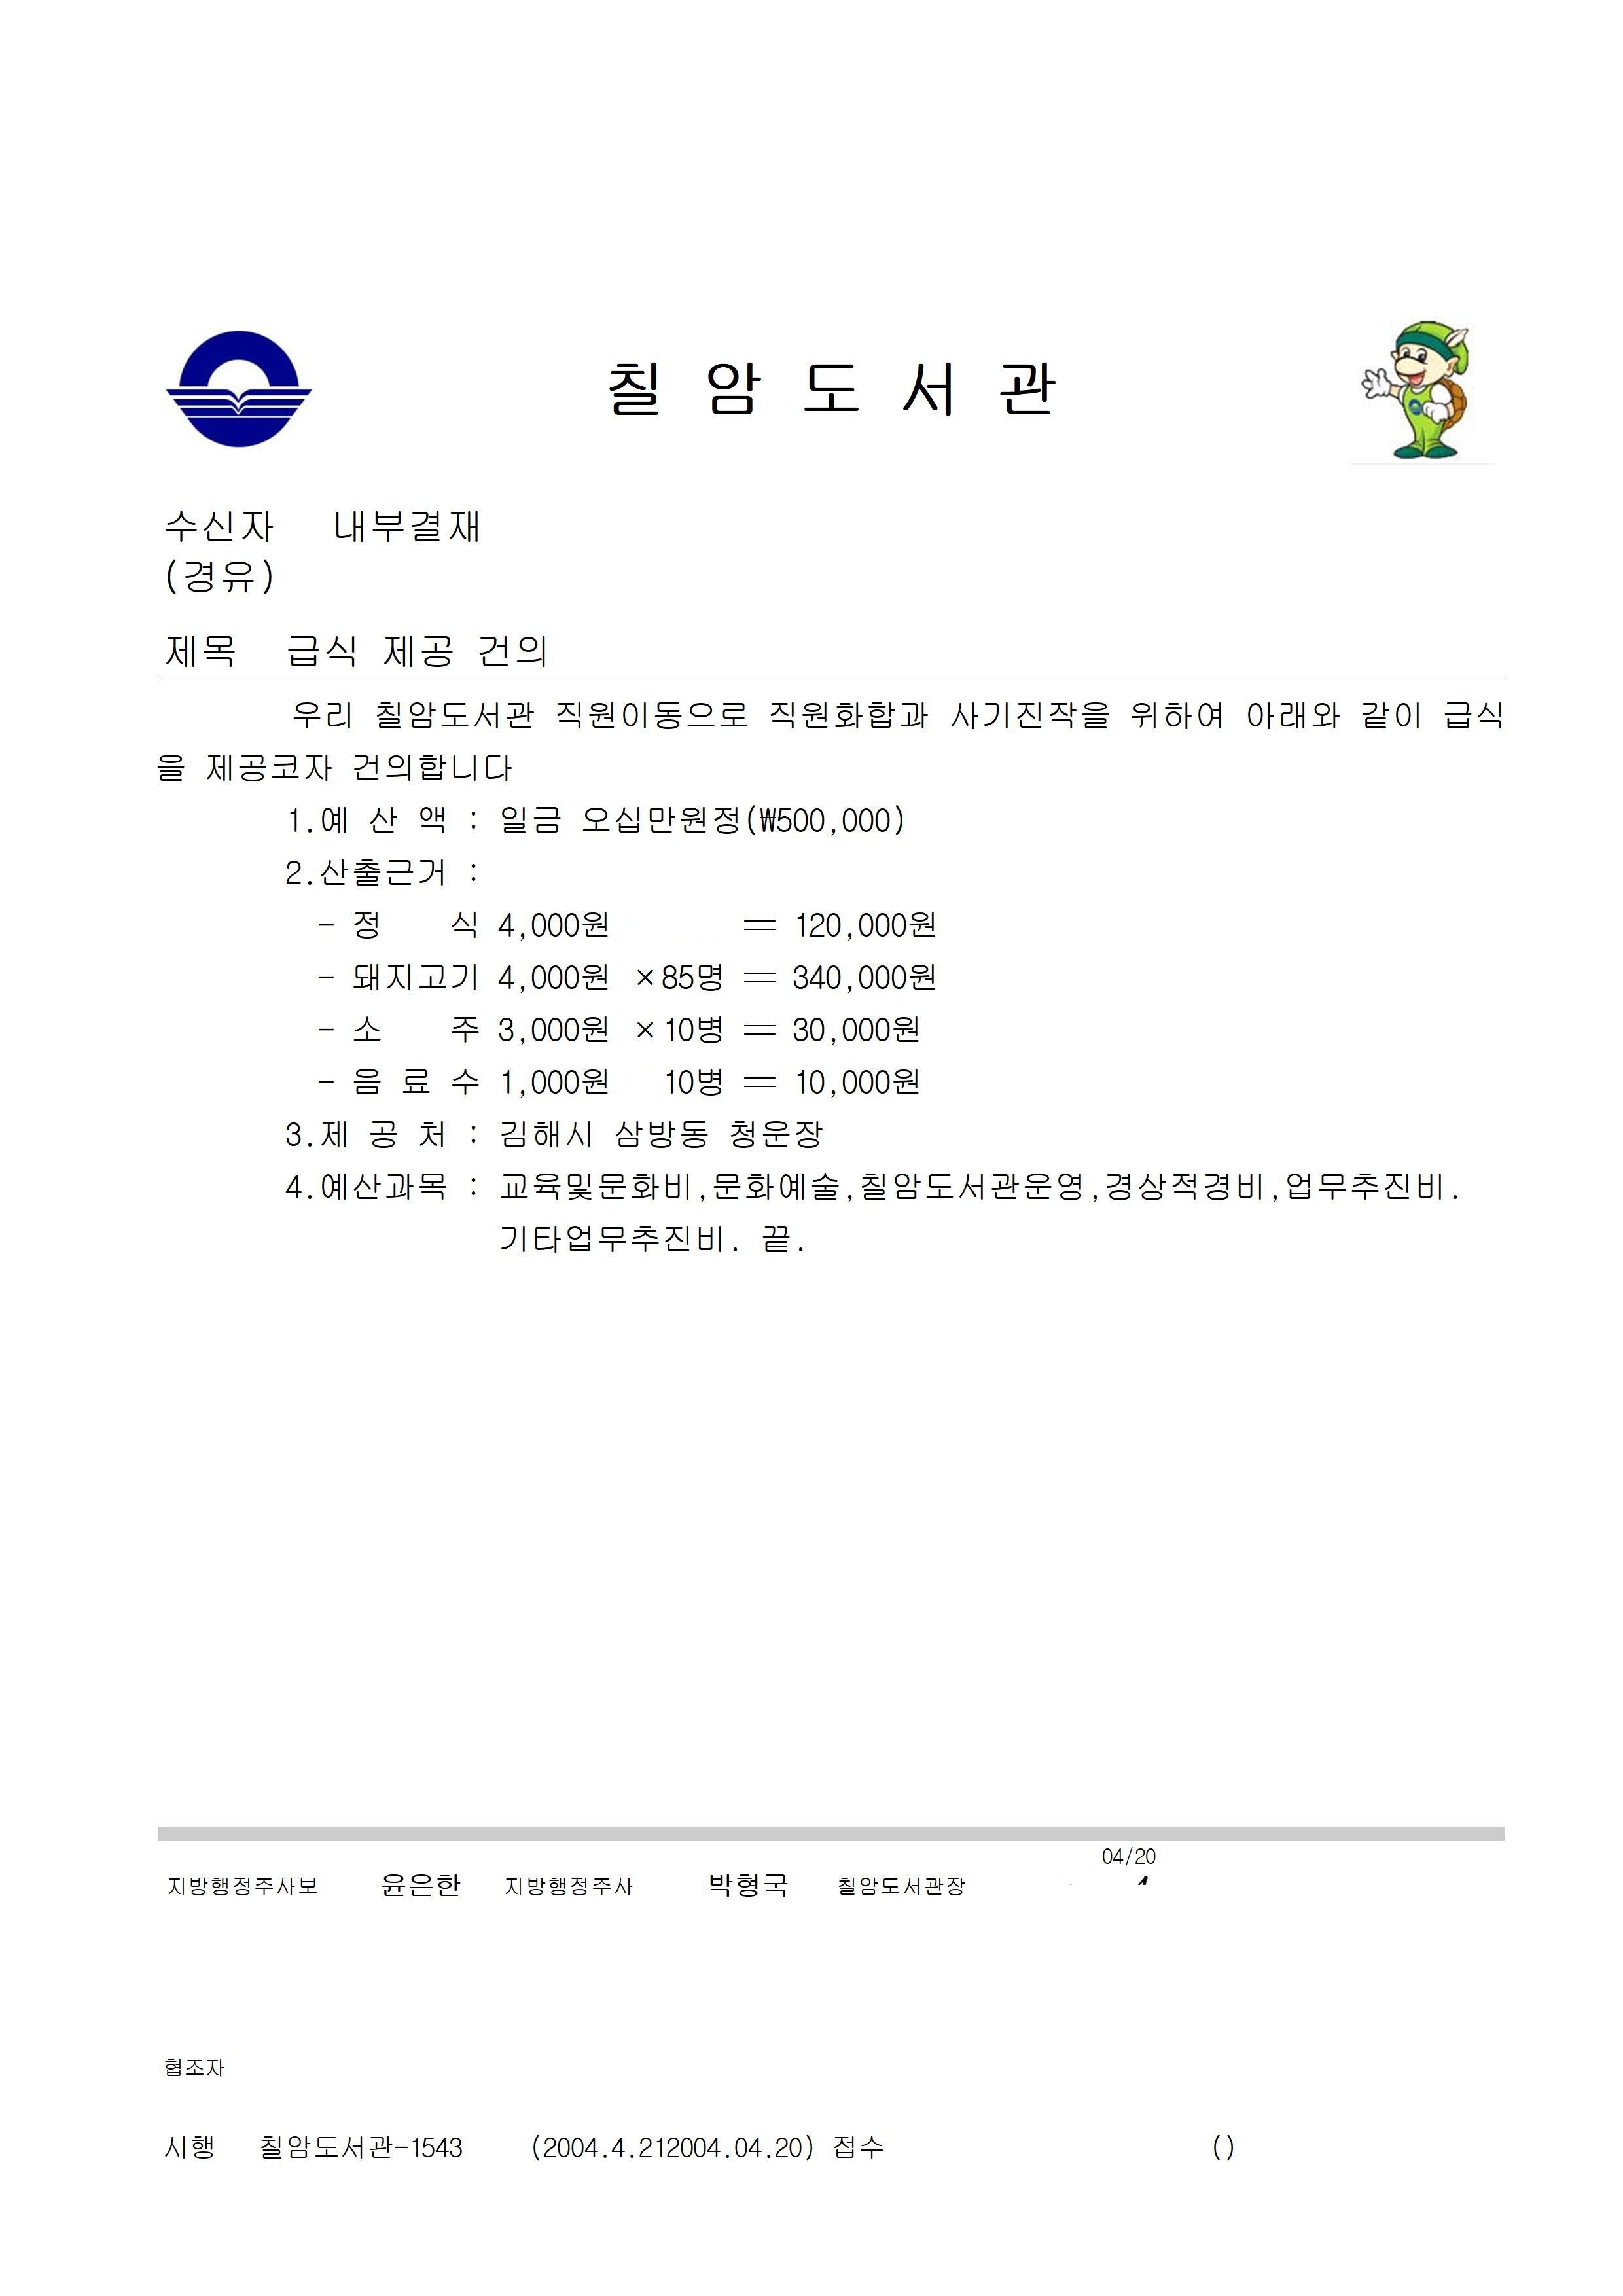 칠 암 도 서 관
수신자 내부결재
(경유)
제목 급식 제공 건의
우리 칠암도서관 직원이동으로 직원화합과 사기진작을 위하여 아래와 같이 급식
을 제공코자 건의합니다
1.예 산 액 : 일금 오십만원정(₩500,000)
2.산출근거 :
- 정 식 4,000원 = 120,000원
- 돼지고기 4,000원 ×85명 = 340,000원
- 소 주 3,000원 ×10병 = 30,000원
- 음 료 수 1,000원 10병 = 10,000원
3.제 공 처 : 김해시 삼방동 청운장
4.예산과목 : 교육및문화비,문화예술,칠암도서관운영,경상적경비,업무추진비.
기타업무추진비. 끝.
04/20
지방행정주사보 윤은한 지방행정주사 박형국 칠암도서관장
협조자
시행 칠암도서관-1543 (2004.4.212004.04.20) 접수 ()